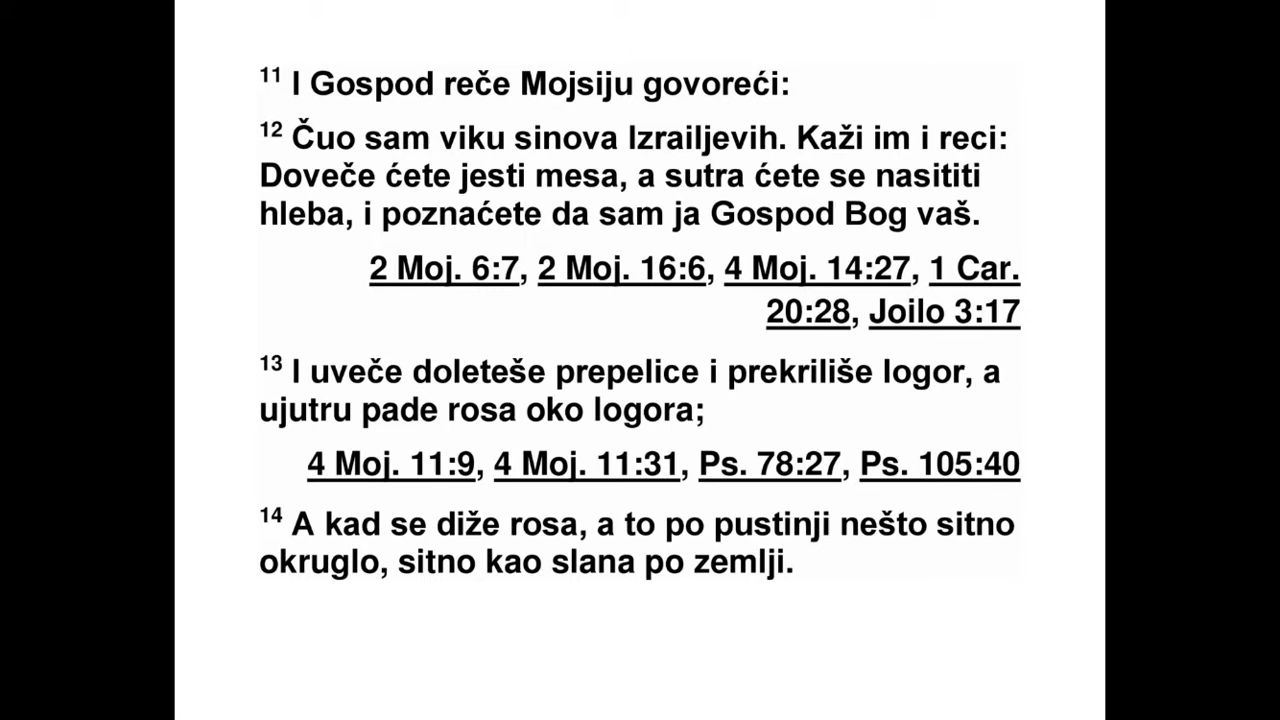 11 I Gospod reče Mojsiju govoreći:
12 Čuo sam viku sinova Izrailjevih. Kaži im i reci:
Doveče ćete jesti mesa, a sutra ćete se nasititi
hleba, i poznaćete da sam ja Gospod Bog vaš.
2 Moj. 6:7, 2 Moj. 16:6, 4 Moj. 14:27, 1 Car.
20:28, Joilo 3:17
13 I uveče doleteše prepelice i prekriliše logor, a
ujutru pade rosa oko logora;
4 Moj. 11:9, 4 Moj. 11:31, Ps. 78:27, Ps. 105:40
14 A kad se diže rosa, a to po pustinji nešto sitno
okruglo, sitno kao slana po zemlji.